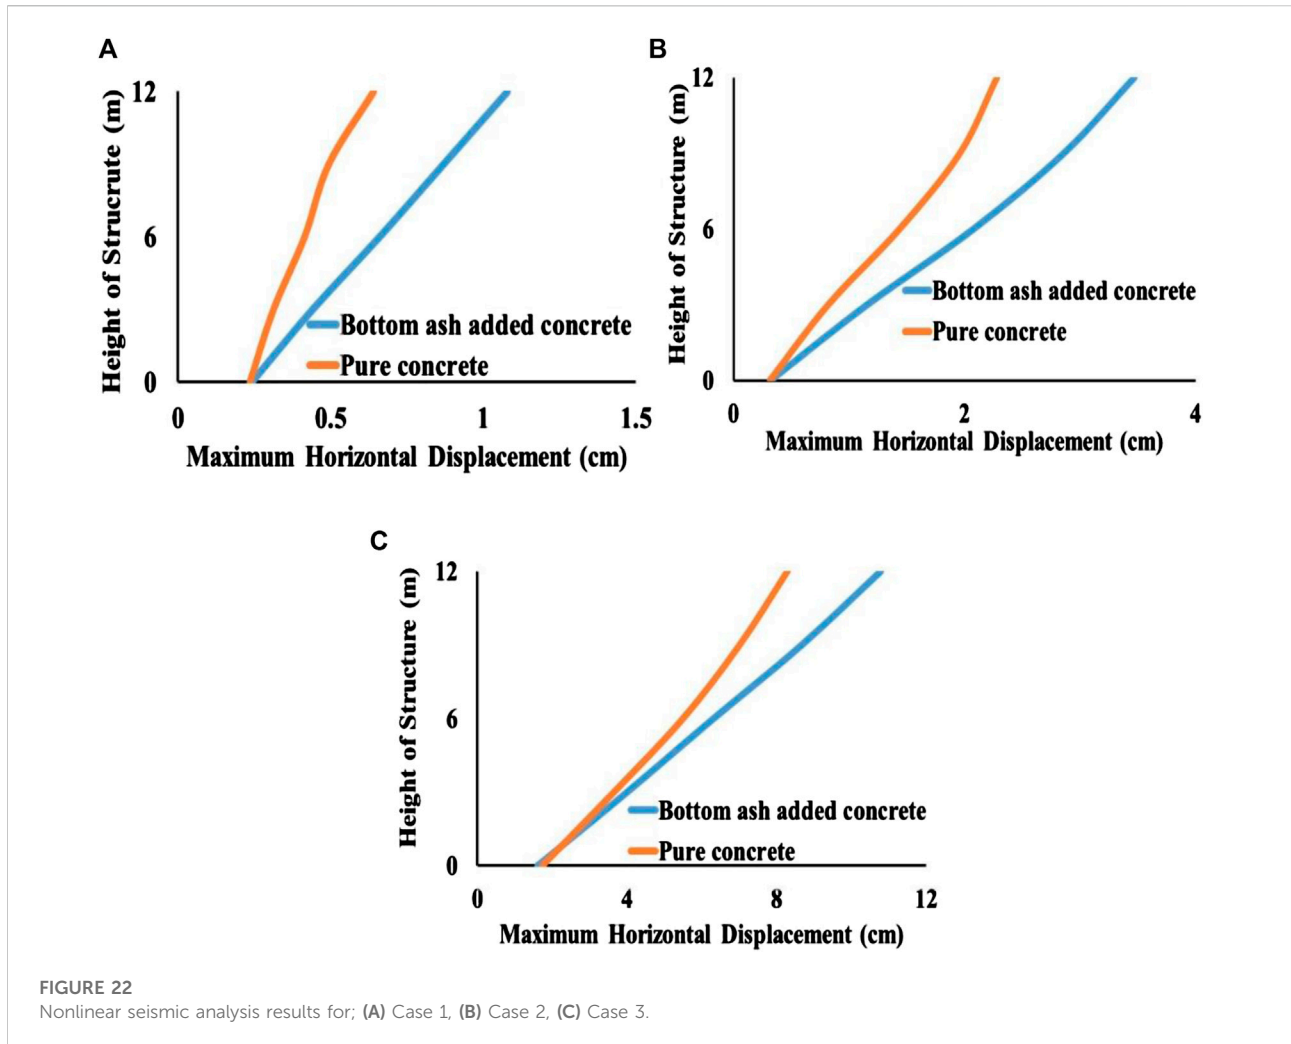 A
Height of Strucrute (m)
12
6
0
Bottom ash added concrete
Pure concrete
0 0.5 1 1.5
Maximum Horizontal Displacement (cm)
B
Height of Structure (m)
12
6
0
Bottom ash added concrete
Pure concrete
0 2 4
Maximum Horizontal Displacement (cm)
C
Height of Structure (m)
12
6
0
Bottom ash added concrete
Pure concrete
0 4 8 12
Maximum Horizontal Displacement (cm)
FIGURE 22
Nonlinear seismic analysis results for; (A) Case 1, (B) Case 2, (C) Case 3.